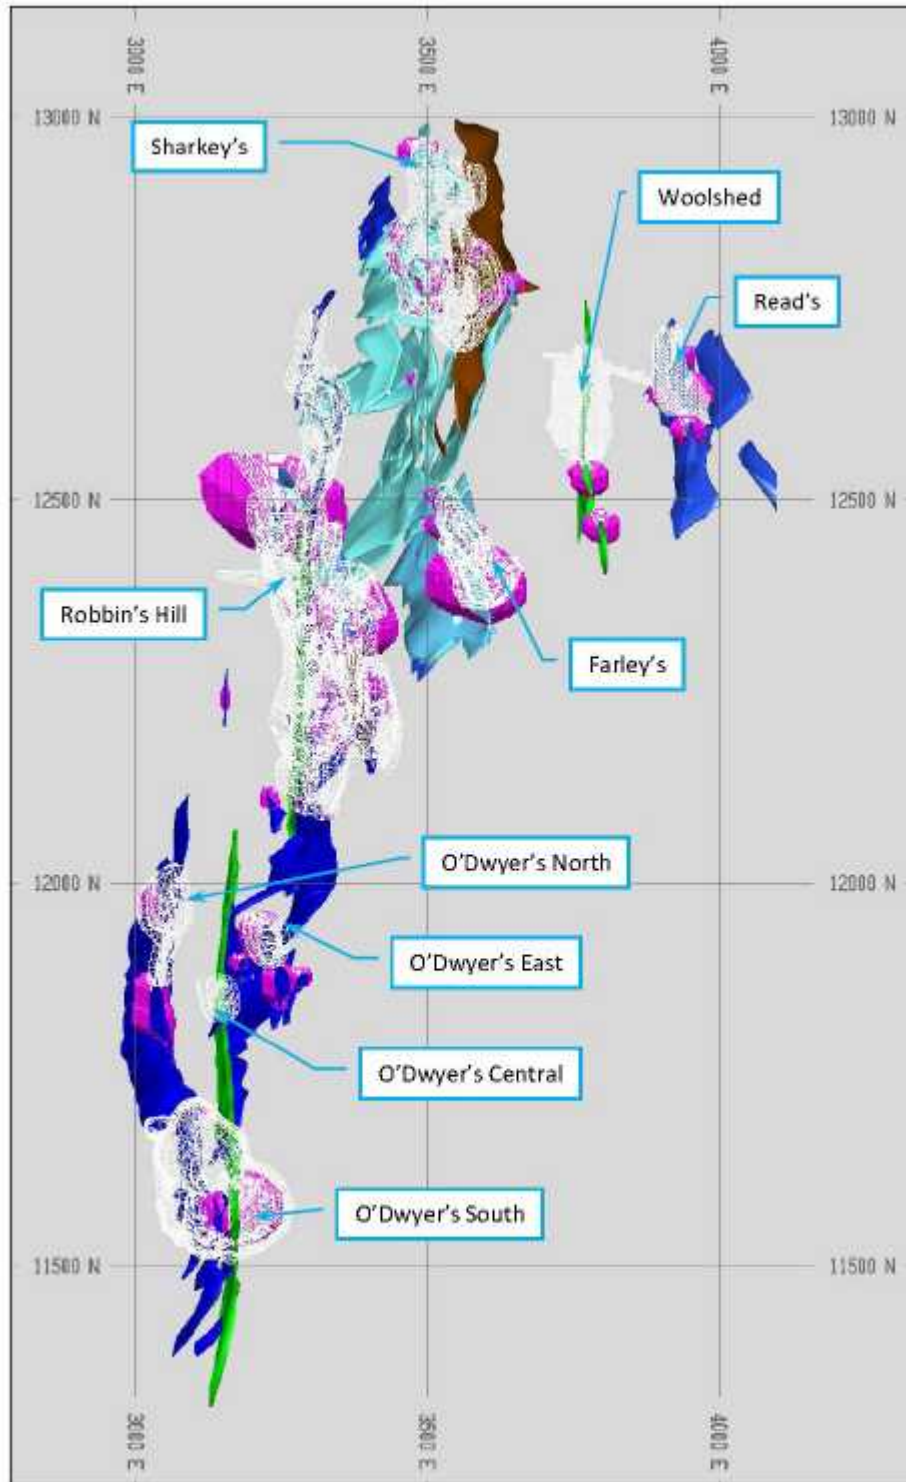 3000 E
3500 E
4000 E
13000 N
13000 N
Sharkey's
Woolshed
Read's
12500 N
12500 N
Robbin's Hill
Farley's
O'Dwyer's North
12000 N
12000 N
O'Dwyer's East
O'Dwyer's Central
O'Dwyer's South
11500 N
11500 N
3000 E
3500 E
4000 E